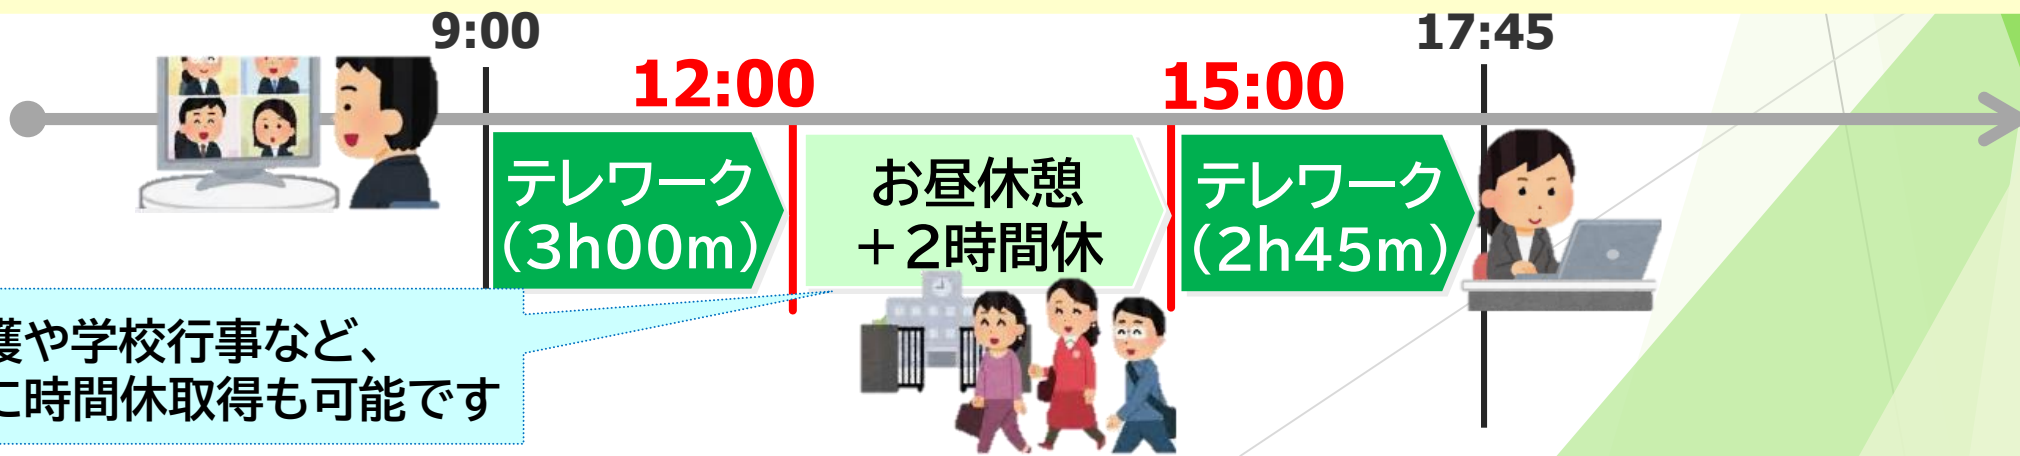 9:00
17:45
12:00
15:00
テレワーク
(3h00m)
お昼休憩
+2時間休
テレワーク
(2h45m)
護や学校行事など、
に時間休取得も可能です